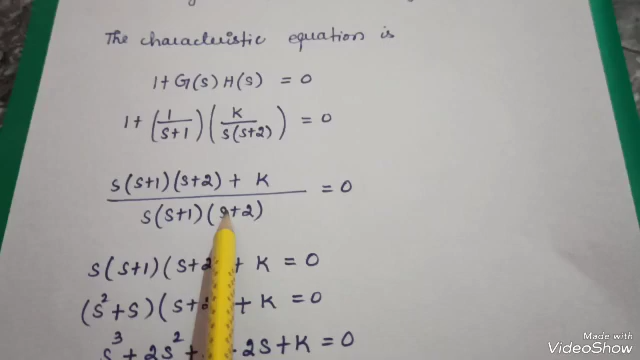 The characteristic equation is
1 + G(s) H(s) = 0
1 + (1/(s+1)) (K/(s(s+2))) = 0
(s(s+1)(s+2) + K)/(s(s+1)(s+2)) = 0
s(s+1)(s+2 + K = 0
(s² + s)(s+ + K = 0
s³ + 2s² + 2s + K = 0
Made with
VideoShow